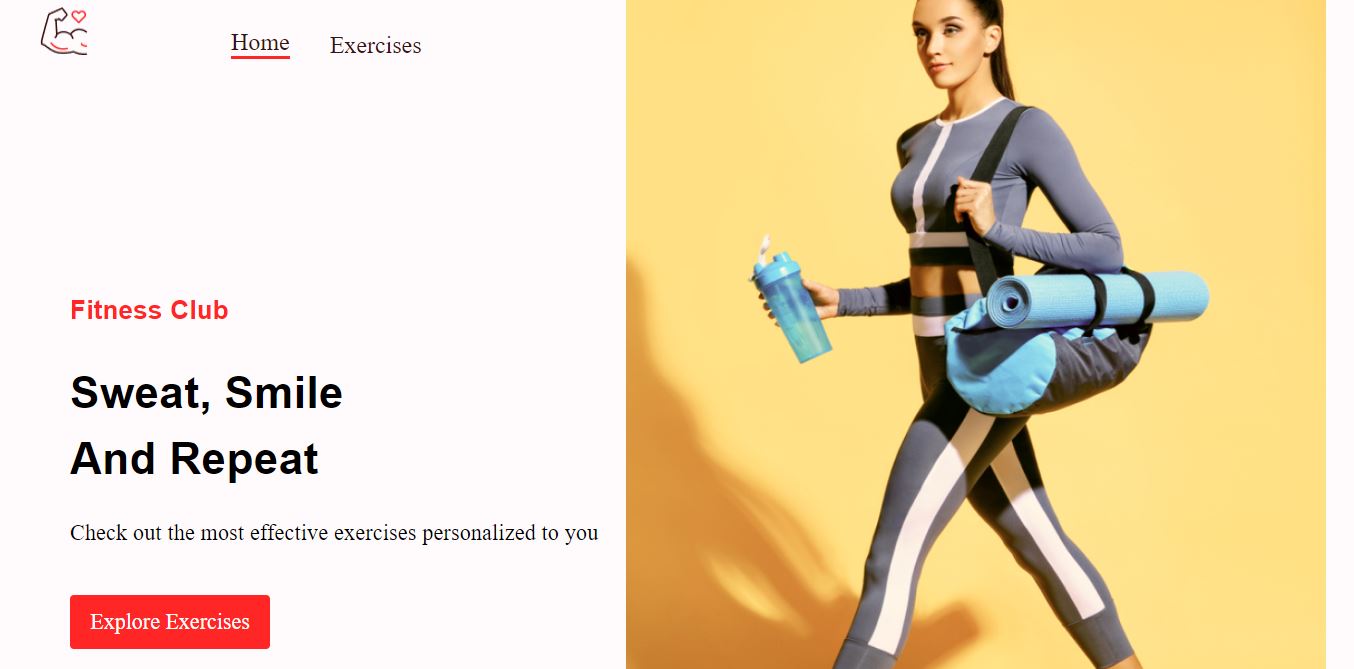 Home
Exercises
Fitness Club
Sweat, Smile
And Repeat
Check out the most effective exercises personalized to you
Explore Exercises